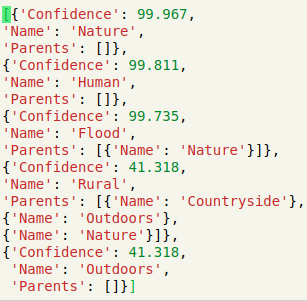 [{'Confidence': 99.967,
'Name': 'Nature',
'Parents': []},
{'Confidence': 99.811,
'Name': 'Human',
'Parents': []},
{'Confidence': 99.735,
'Name': 'Flood',
'Parents': [{'Name': 'Nature'}]},
{'Confidence': 41.318,
'Name': 'Rural',
'Parents': [{'Name': 'Countryside'},
{'Name': 'Outdoors'},
{'Name': 'Nature'}]},
{'Confidence': 41.318,
'Name': 'Outdoors',
'Parents': []}]